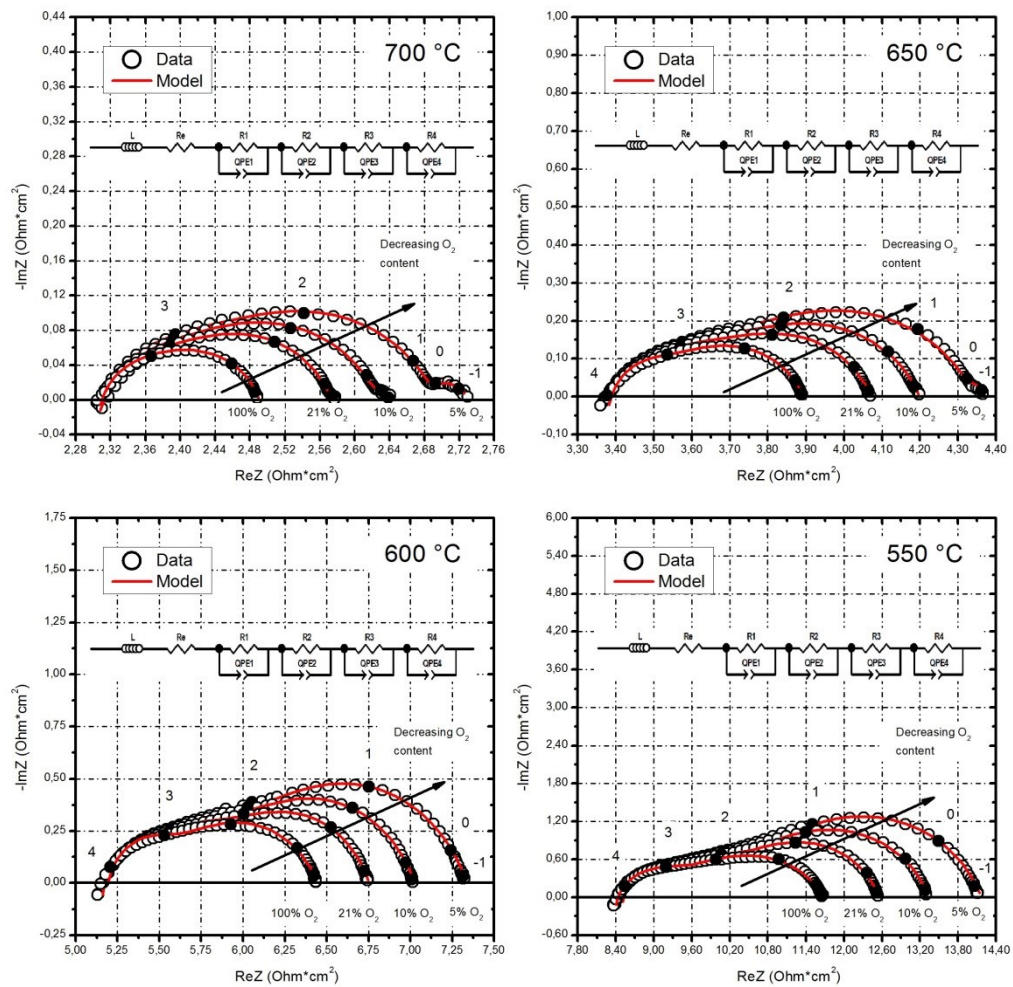 700 °C
Data
Model
L Re R1 R2 R3 R4
QPE1 QPE2 QPE3 QPE4
Decreasing O2
content
3 2 1 0 -1
100% O2 21% O2 10% O2 5% O2
0,44
0,40
0,36
0,32
0,28
0,24
0,20
0,16
0,12
0,08
0,04
0,00
-0,04
-ImZ (Ohm*cm2)
2,28 2,32 2,36 2,40 2,44 2,48 2,52 2,56 2,60 2,64 2,68 2,72 2,76
ReZ (Ohm*cm2)
650 °C
Data
Model
L Re R1 R2 R3 R4
QPE1 QPE2 QPE3 QPE4
Decreasing O2
content
4 3 2 1 0 -1
100% O2 21% O2 10% O2 5% O2
1,00
0,90
0,80
0,70
0,60
0,50
0,40
0,30
0,20
0,10
0,00
-0,10
-ImZ (Ohm*cm2)
3,30 3,40 3,50 3,60 3,70 3,80 3,90 4,00 4,10 4,20 4,30 4,40
ReZ (Ohm*cm2)
600 °C
Data
Model
L Re R1 R2 R3 R4
QPE1 QPE2 QPE3 QPE4
Decreasing O2
content
4 3 2 1 0 -1
100% O2 21% O2 10% O2 5% O2
1,75
1,50
1,25
1,00
0,75
0,50
0,25
0,00
-0,25
-ImZ (Ohm*cm2)
5,00 5,25 5,50 5,75 6,00 6,25 6,50 6,75 7,00 7,25 7,50
ReZ (Ohm*cm2)
550 °C
Data
Model
L Re R1 R2 R3 R4
QPE1 QPE2 QPE3 QPE4
Decreasing O2
content
4 3 2 1 0 -1
100% O2 21% O2 10% O2 5% O2
6,00
5,40
4,80
4,20
3,60
3,00
2,40
1,80
1,20
0,60
0,00
-0,60
-ImZ (Ohm*cm2)
7,80 8,40 9,00 9,60 10,20 10,80 11,40 12,00 12,60 13,20 13,80 14,40
ReZ (Ohm*cm2)